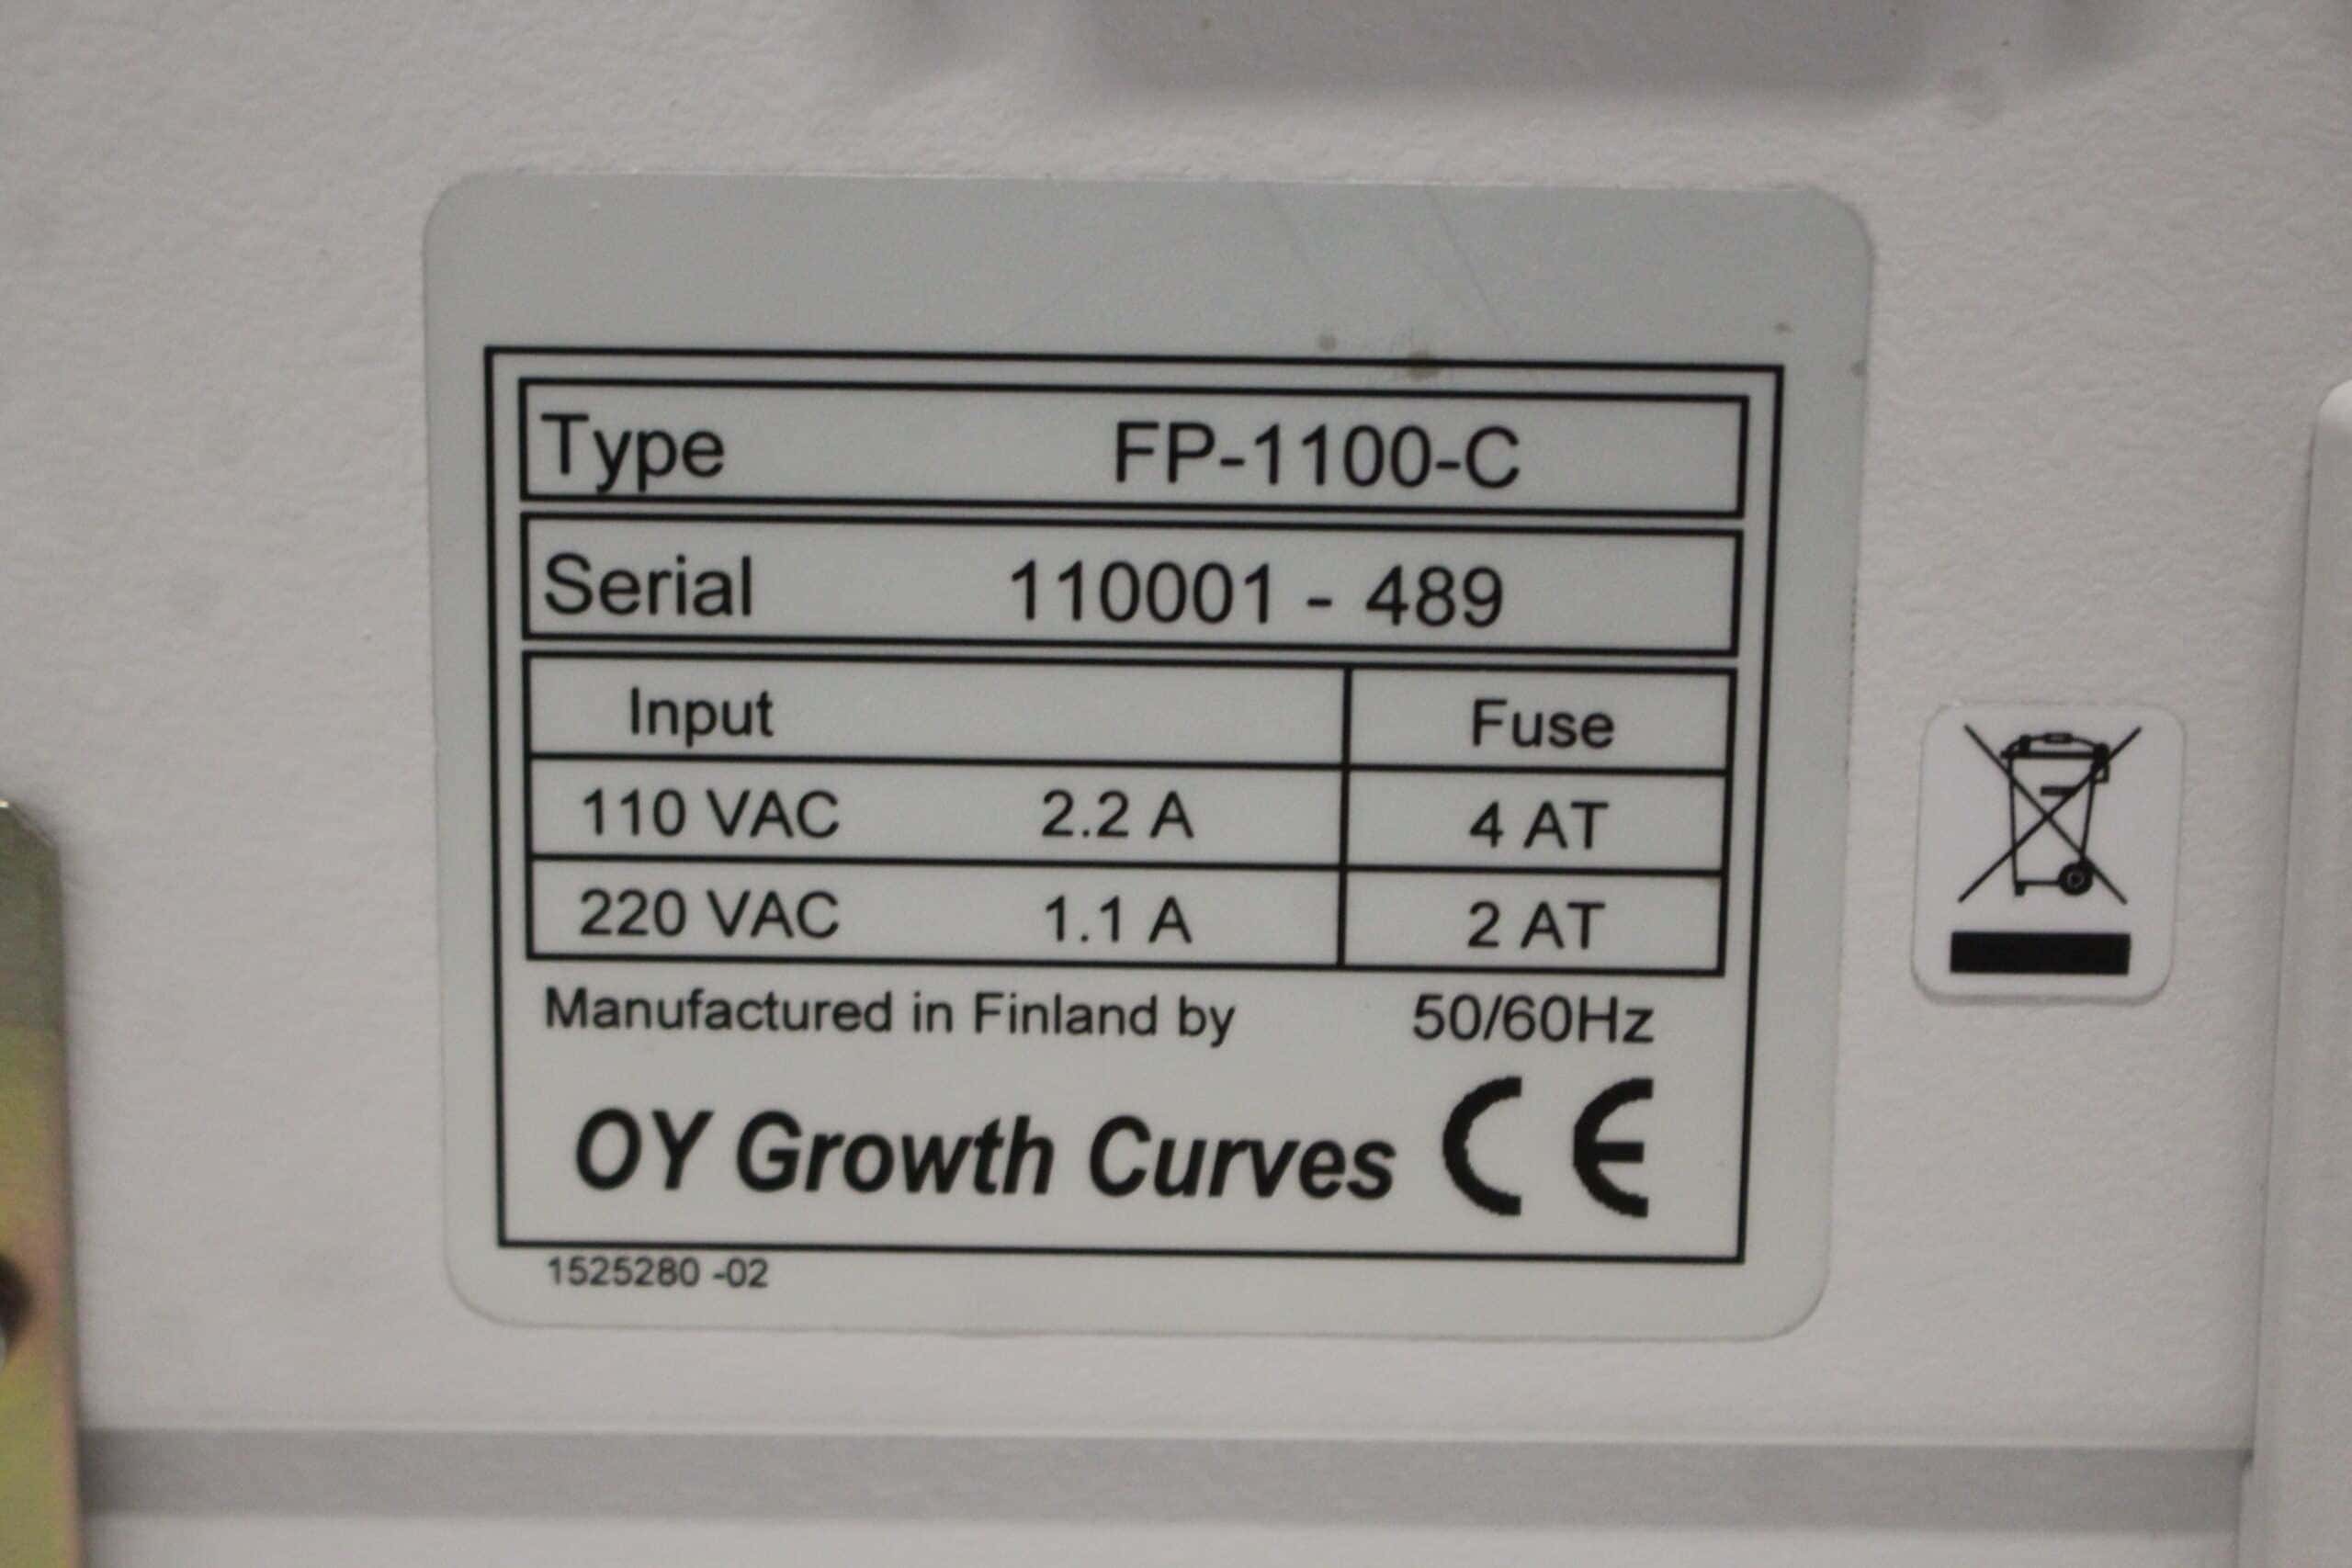 Type FP-1100-C
Serial 110001 - 489
Input Fuse
110 VAC 2.2 A 4 AT
220 VAC 1.1 A 2 AT
Manufactured in Finland by 50/60Hz
OY Growth Curves CE
1525280 -02